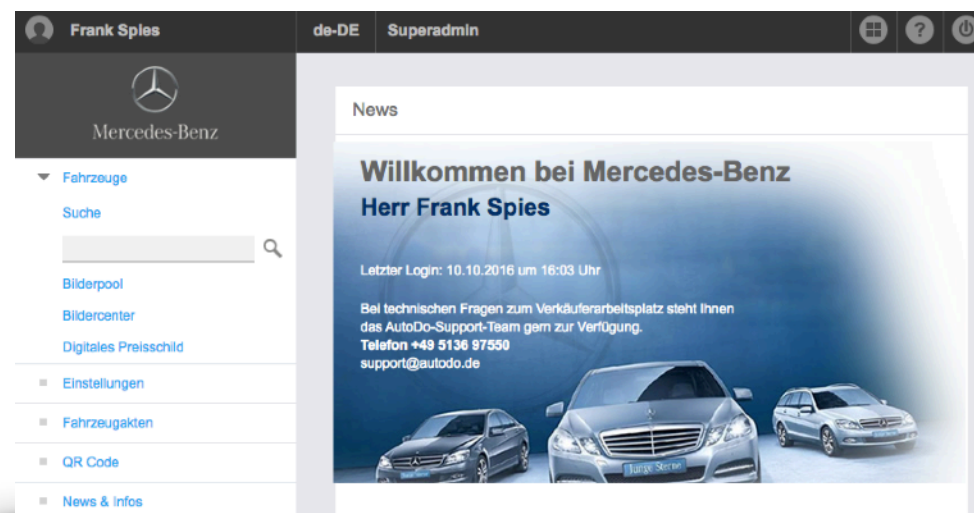 Frank Spies
de-DE
Superadmin
?
Mercedes-Benz
Fahrzeuge
Suche
Bilderpool
Bildercenter
Digitales Preisschild
Einstellungen
Fahrzeugakten
QR Code
News & Infos
News
Willkommen bei Mercedes-Benz
Herr Frank Spies
Letzter Login: 10.10.2016 um 16:03 Uhr
Bei technischen Fragen zum Verkäuferarbeitsplatz steht Ihnen
das AutoDo-Support-Team gern zur Verfügung.
Telefon +49 5136 97550
support@autodo.de
Junge Sterne